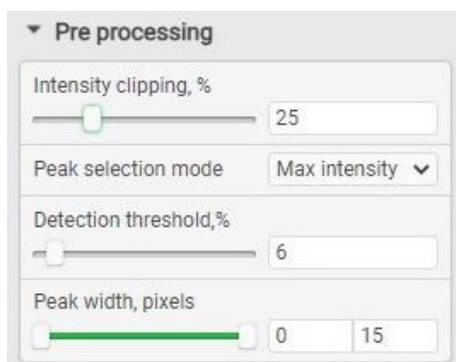 Pre processing
Intensity clipping, %
25
Peak selection mode Max intensity
Detection threshold,%
6
Peak width, pixels
0 15